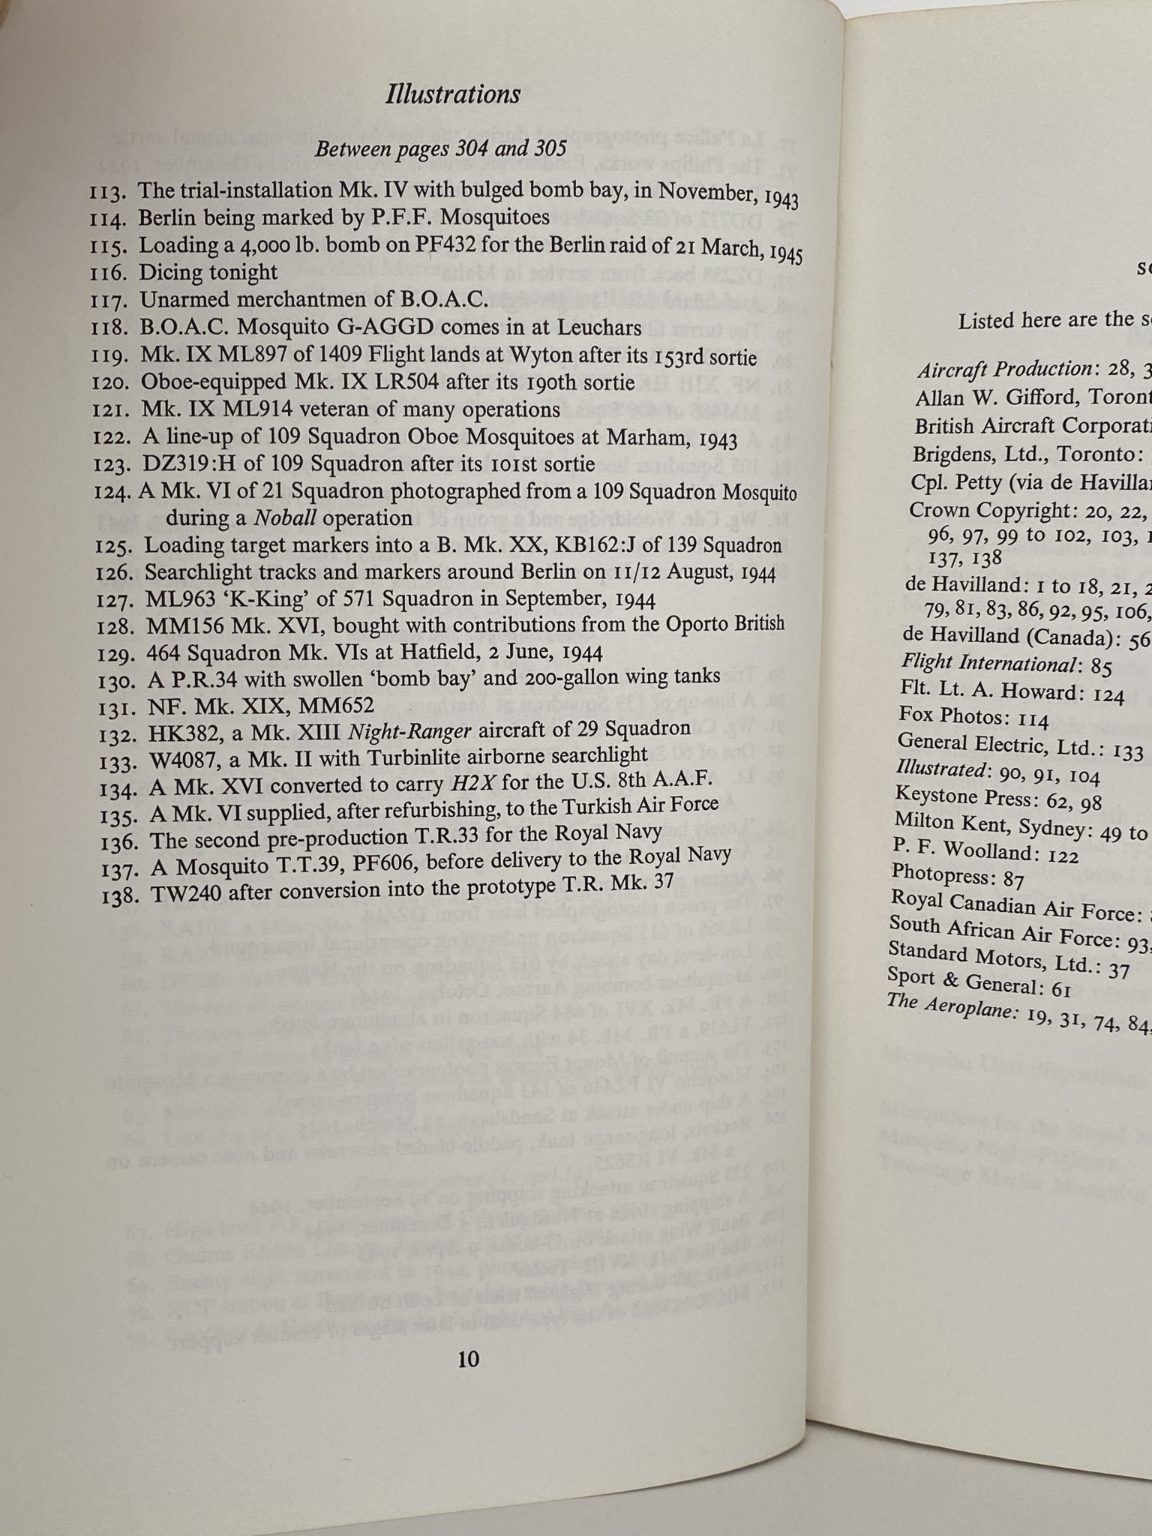 Illustrations
Between pages 304 and 305
113. The trial-installation Mk. IV with bulged bomb bay, in November, 1943
114. Berlin being marked by P.F.F. Mosquitoes
115. Loading a 4,000 lb. bomb on PF432 for the Berlin raid of 21 March, 1945
116. Dicing tonight
117. Unarmed merchantmen of B.O.A.C.
118. B.O.A.C. Mosquito G-AGGD comes in at Leuchars
119. Mk. IX ML897 of 1409 Flight lands at Wyton after its 153rd sortie
120. Oboe-equipped Mk. IX LR504 after its 190th sortie
121. Mk. IX ML914 veteran of many operations
122. A line-up of 109 Squadron Oboe Mosquitoes at Marham, 1943
123. DZ319:H of 109 Squadron after its 101st sortie
124. A Mk. VI of 21 Squadron photographed from a 109 Squadron Mosquito
during a Noball operation
125. Loading target markers into a B. Mk. XX, KB162:J of 139 Squadron
126. Searchlight tracks and markers around Berlin on 11/12 August, 1944
127. ML963 ‘K-King’ of 571 Squadron in September, 1944
128. MM156 Mk. XVI, bought with contributions from the Oporto British
129. 464 Squadron Mk. VIs at Hatfield, 2 June, 1944
130. A P.R.34 with swollen ‘bomb bay’ and 200-gallon wing tanks
131. NF. Mk. XIX, MM652
132. HK382, a Mk. XIII Night-Ranger aircraft of 29 Squadron
133. W4087, a Mk. II with Turbinlite airborne searchlight
134. A Mk. XVI converted to carry H2X for the U.S. 8th A.A.F.
135. A Mk. VI supplied, after refurbishing, to the Turkish Air Force
136. The second pre-production T.R.33 for the Royal Navy
137. A Mosquito T.T.39, PF606, before delivery to the Royal Navy
138. TW240 after conversion into the prototype T.R. Mk. 37
10
Listed here are the
Aircraft Production: 28,
Allan W. Gifford,
British Aircraft
Brigdens, Ltd., Toronto:
Cpl. Petty (via de
Crown Copyright: 20, 22,
96, 97, 99 to 102, 103,
137, 138
de Havilland: 1 to 18, 21,
79, 81, 83, 86, 92, 95, 106,
de Havilland (Canada): 56
Flight International: 85
Flt. Lt. A. Howard: 124
Fox Photos: 114
General Electric, Ltd.: 133
Illustrated: 90, 91, 104
Keystone Press: 62, 98
Milton Kent, Sydney: 49 to
P. F. Woolland: 122
Photopress: 87
Royal Canadian Air Force:
South African Air Force: 93,
Standard Motors, Ltd.: 37
Sport & General: 61
The Aeroplane: 19, 31, 74, 84,